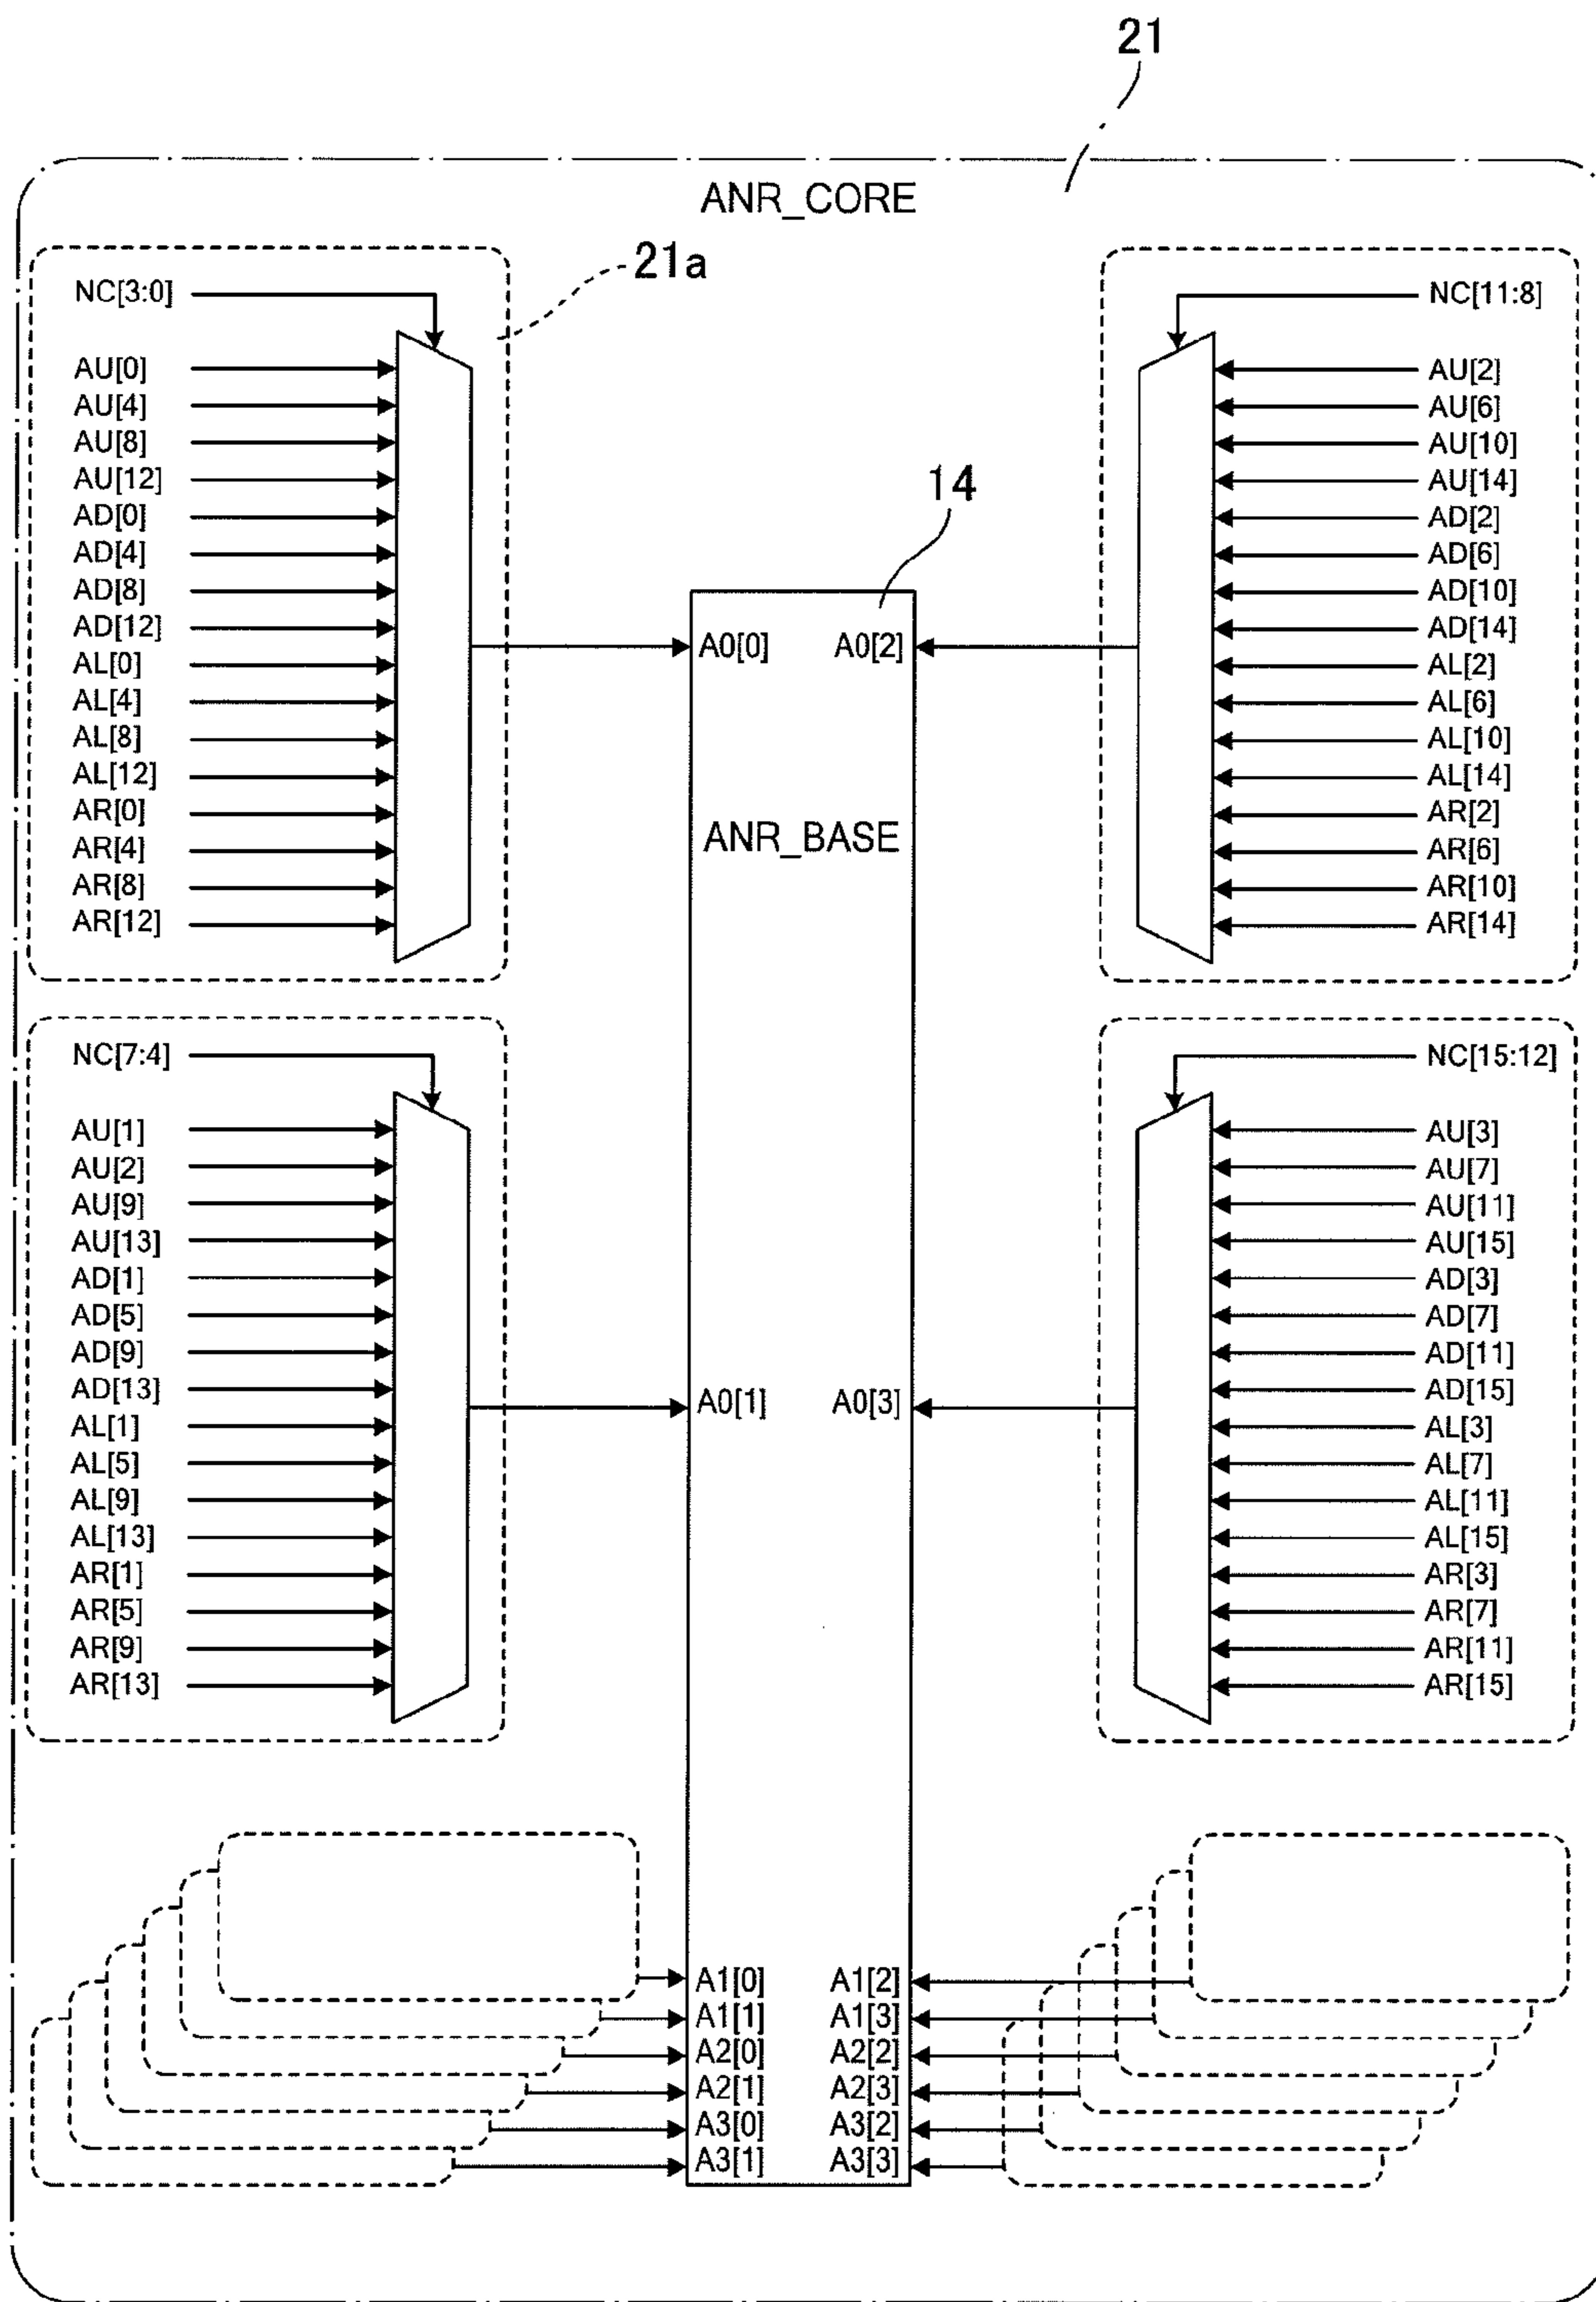 21
ANR_CORE
21a
NC[3:0]
AU[0]
AU[4]
AU[8]
AU[12]
AD[0]
AD[4]
AD[8]
AD[12]
AL[0]
AL[4]
AL[8]
AL[12]
AR[0]
AR[4]
AR[8]
AR[12]
NC[11:8]
AU[2]
AU[6]
AU[10]
AU[14]
AD[2]
AD[6]
AD[10]
AD[14]
AL[2]
AL[6]
AL[10]
AL[14]
AR[2]
AR[6]
AR[10]
AR[14]
14
A0[0] A0[2]
ANR_BASE
NC[7:4]
AU[1]
AU[2]
AU[9]
AU[13]
AD[1]
AD[5]
AD[9]
AD[13]
AL[1]
AL[5]
AL[9]
AL[13]
AR[1]
AR[5]
AR[9]
AR[13]
NC[15:12]
AU[3]
AU[7]
AU[11]
AU[15]
AD[3]
AD[7]
AD[11]
AD[15]
AL[3]
AL[7]
AL[11]
AL[15]
AR[3]
AR[7]
AR[11]
AR[15]
A0[1] A0[3]
A1[0] A1[2]
A1[1] A1[3]
A2[0] A2[2]
A2[1] A2[3]
A3[0] A3[2]
A3[1] A3[3]